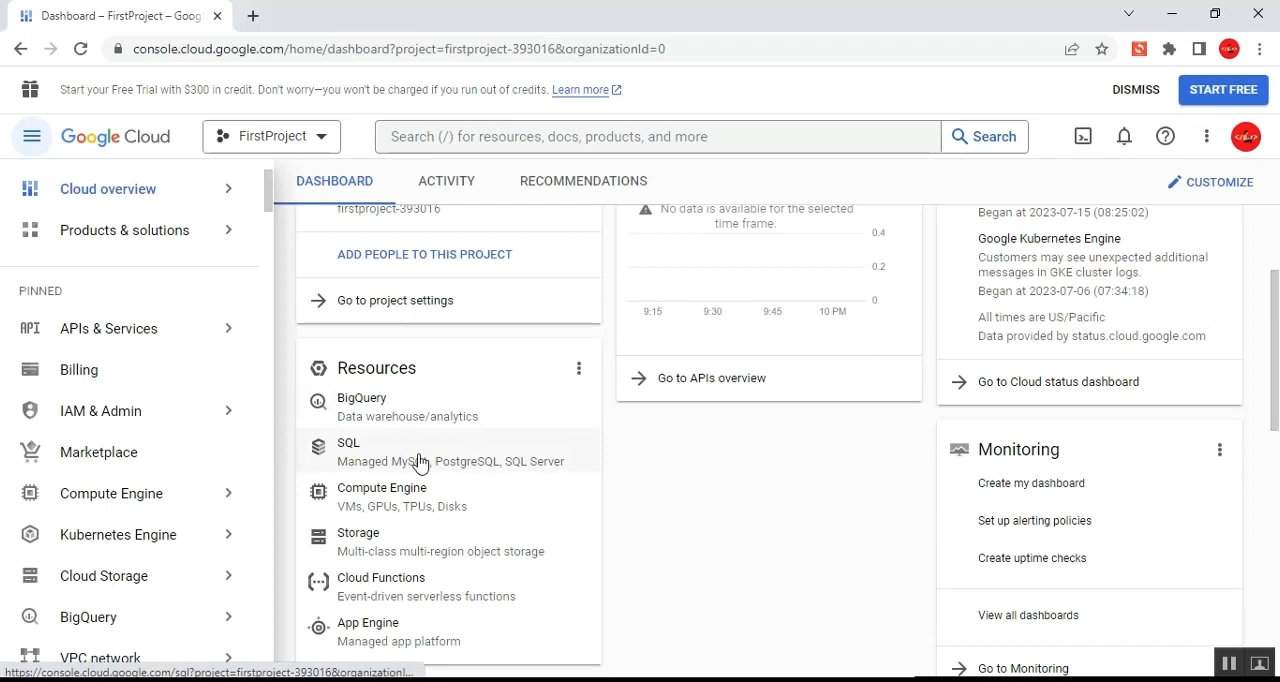 Dashboard – FirstProject – Goog
console.cloud.google.com/home/dashboard?project=firstproject-393016&organizationId=0
Start your Free Trial with $300 in credit. Don't worry—you won't be charged if you run out of credits. Learn more
DISMISS
START FREE
Google Cloud
FirstProject
Search (/) for resources, docs, products, and more
Search
Cloud overview
Products & solutions
PINNED
API APIs & Services
Billing
IAM & Admin
Marketplace
Compute Engine
Kubernetes Engine
Cloud Storage
BigQuery
VPC network
DASHBOARD
ACTIVITY
RECOMMENDATIONS
CUSTOMIZE
firstproject-393016
ADD PEOPLE TO THIS PROJECT
Go to project settings
Resources
BigQuery
Data warehouse/analytics
SQL
Managed MySQL, PostgreSQL, SQL Server
Compute Engine
VMs, GPUs, TPUs, Disks
Storage
Multi-class multi-region object storage
Cloud Functions
Event-driven serverless functions
App Engine
Managed app platform
No data is available for the selected
time frame.
0.4
0.2
0
9:15
9:30
9:45
10 PM
Go to APIs overview
Began at 2023-07-15 (08:25:02)
Google Kubernetes Engine
Customers may see unexpected additional
messages in GKE cluster logs.
Began at 2023-07-06 (07:34:18)
All times are US/Pacific
Data provided by status.cloud.google.com
Go to Cloud status dashboard
Monitoring
Create my dashboard
Set up alerting policies
Create uptime checks
View all dashboards
Go to Monitoring
https://console.cloud.google.com/sql?project=firstproject-393016&organizationI...